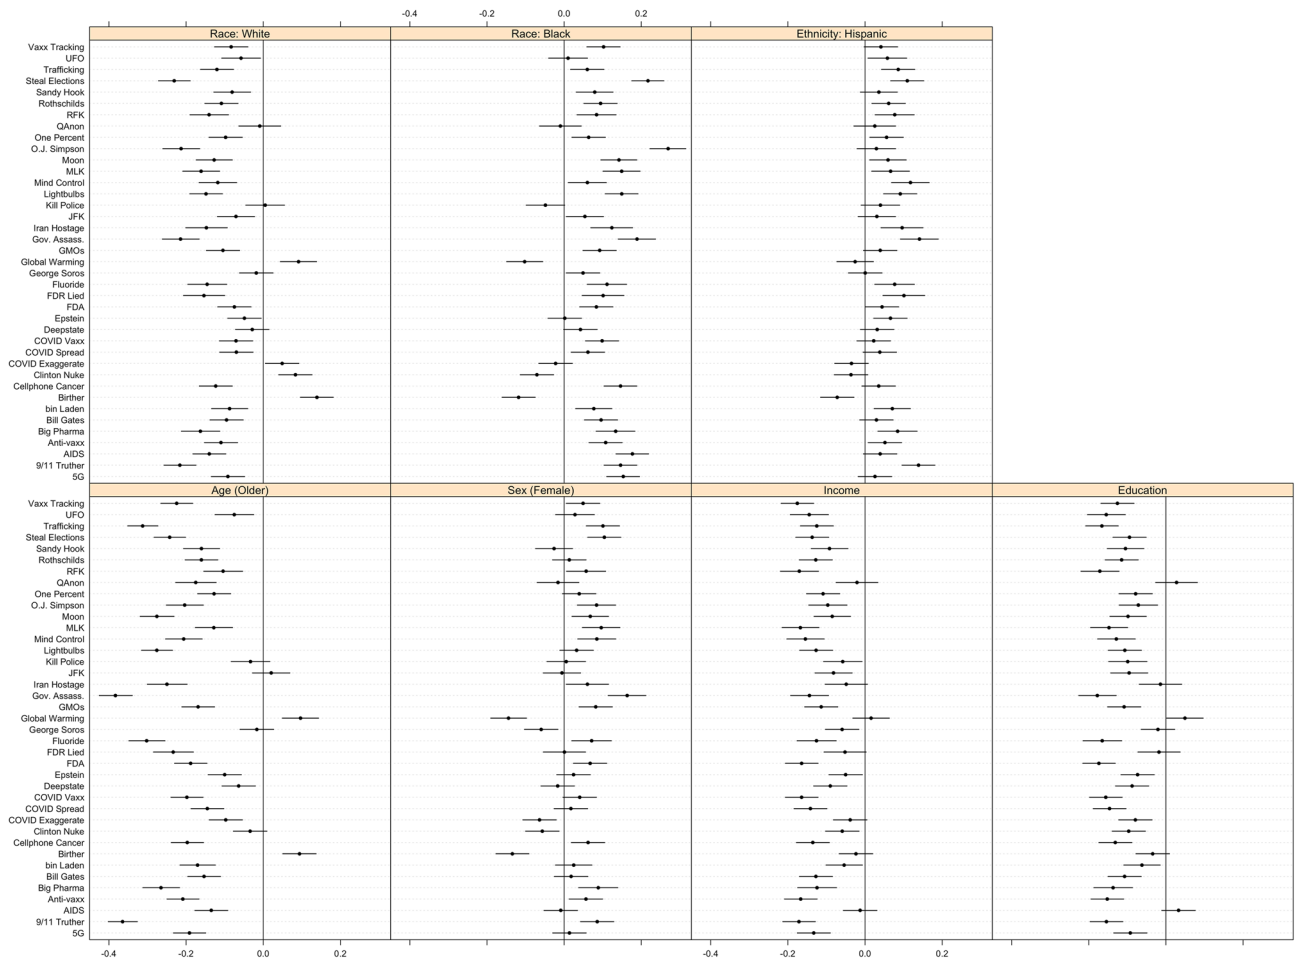 -0.4 -0.2 0.0 0.2
Race: White Race: Black Ethnicity: Hispanic
Vaxx Tracking
UFO
Trafficking
Steal Elections
Sandy Hook
Rothschilds
RFK
QAnon
One Percent
O.J. Simpson
Moon
MLK
Mind Control
Lightbulbs
Kill Police
JFK
Iran Hostage
Gov. Assass.
GMOs
Global Warming
George Soros
Fluoride
FDR Lied
FDA
Epstein
Deepstate
COVID Vaxx
COVID Spread
COVID Exaggerate
Clinton Nuke
Cellphone Cancer
Birther
bin Laden
Bill Gates
Big Pharma
Anti-vaxx
AIDS
9/11 Truther
5G
Age (Older) Sex (Female) Income Education
Vaxx Tracking
UFO
Trafficking
Steal Elections
Sandy Hook
Rothschilds
RFK
QAnon
One Percent
O.J. Simpson
Moon
MLK
Mind Control
Lightbulbs
Kill Police
JFK
Iran Hostage
Gov. Assass.
GMOs
Global Warming
George Soros
Fluoride
FDR Lied
FDA
Epstein
Deepstate
COVID Vaxx
COVID Spread
COVID Exaggerate
Clinton Nuke
Cellphone Cancer
Birther
bin Laden
Bill Gates
Big Pharma
Anti-vaxx
AIDS
9/11 Truther
5G
-0.4 -0.2 0.0 0.2 -0.4 -0.2 0.0 0.2